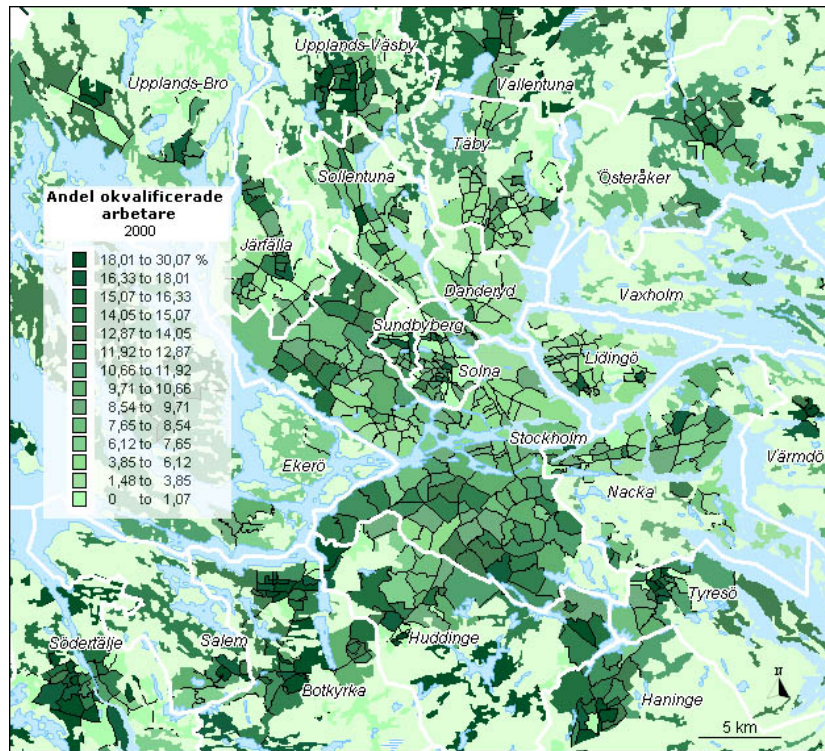 Upplands-Väsby
Upplands-Bro
Vallentuna
Täby
Sollentuna
Österåker
Andel okvalificerade
arbetare
2000
18,01 to 30,07 %
16,33 to 18,01
15,07 to 16,33
14,05 to 15,07
12,87 to 14,05
11,92 to 12,87
10,66 to 11,92
9,71 to 10,66
8,54 to 9,71
7,65 to 8,54
6,12 to 7,65
3,85 to 6,12
1,48 to 3,85
0 to 1,07
Järfälla
Danderyd
Vaxholm
Sundbyberg
Lidingö
Solna
Stockholm
Ekerö
Värmdö
Nacka
Tyresö
Södertälje
Salem
Huddinge
Botkyrka
Haninge
N
5 km